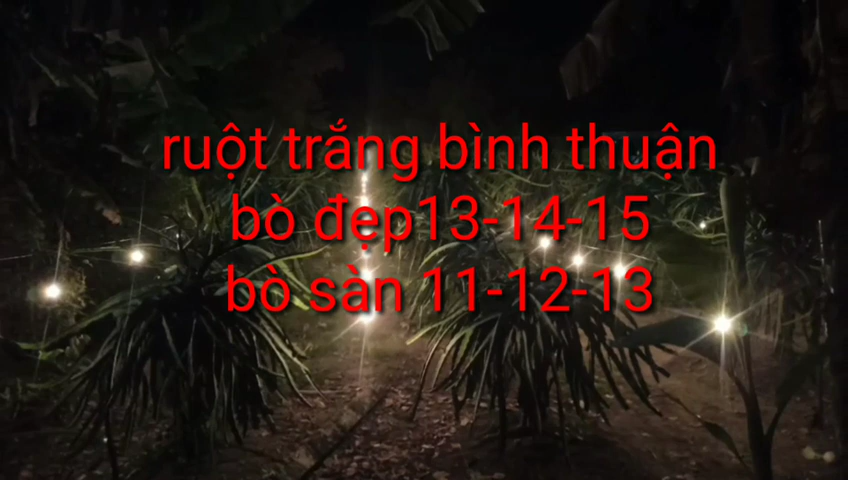 ruột trắng bình thuận
bò đẹp13-14-15
bò sàn 11-12-13